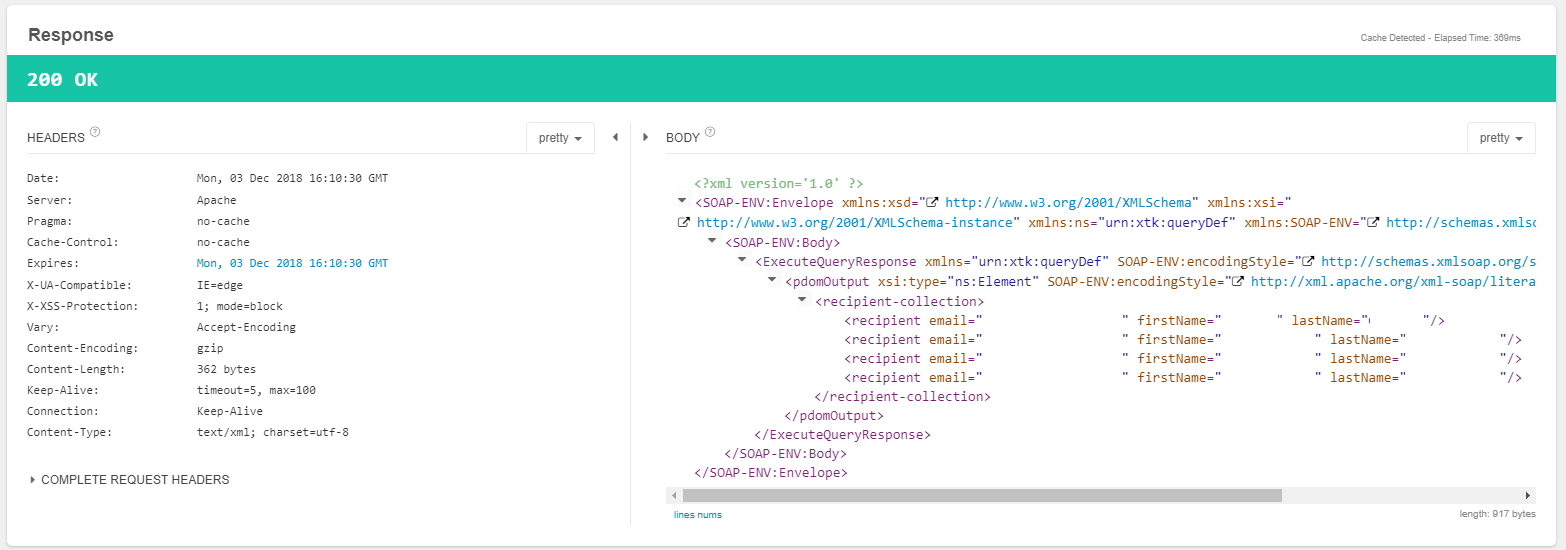 Response
Cache Detected - Elapsed Time: 369ms
200 OK
HEADERS ?
pretty
Date: Mon, 03 Dec 2018 16:10:30 GMT
Server: Apache
Pragma: no-cache
Cache-Control: no-cache
Expires: Mon, 03 Dec 2018 16:10:30 GMT
X-UA-Compatible: IE=edge
X-XSS-Protection: 1; mode=block
Vary: Accept-Encoding
Content-Encoding: gzip
Content-Length: 362 bytes
Keep-Alive: timeout=5, max=100
Connection: Keep-Alive
Content-Type: text/xml; charset=utf-8
COMPLETE REQUEST HEADERS
BODY ?
pretty
<?xml version='1.0' ?>
<SOAP-ENV:Envelope xmlns:xsd="http://www.w3.org/2001/XMLSchema" xmlns:xsi="
http://www.w3.org/2001/XMLSchema-instance" xmlns:ns="urn:xtk:queryDef" xmlns:SOAP-ENV="http://schemas.xmlsc
<SOAP-ENV:Body>
<ExecuteQueryResponse xmlns="urn:xtk:queryDef" SOAP-ENV:encodingStyle="http://schemas.xmlsoap.org/s
<pdomOutput xsi:type="ns:Element" SOAP-ENV:encodingStyle="http://xml.apache.org/xml-soap/litera
<recipient-collection>
<recipient email=" " firstName=" " lastName=" "/>
<recipient email=" " firstName=" " lastName=" "/>
<recipient email=" " firstName=" " lastName=" "/>
<recipient email=" " firstName=" " lastName=" "/>
</recipient-collection>
</pdomOutput>
</ExecuteQueryResponse>
</SOAP-ENV:Body>
</SOAP-ENV:Envelope>
lines nums
length: 917 bytes